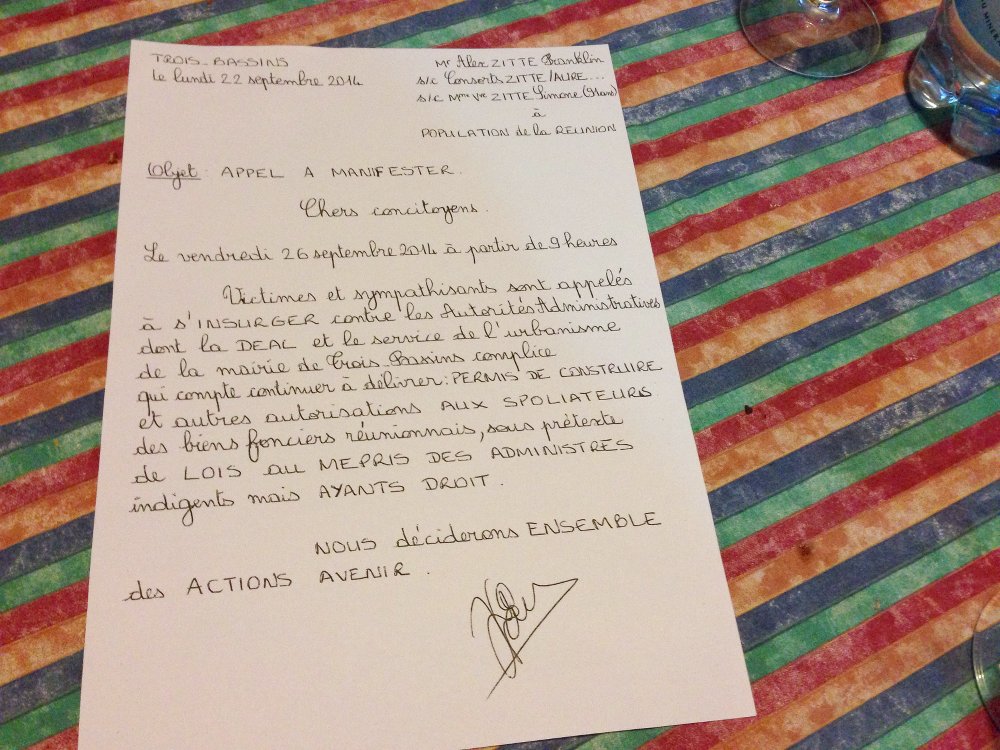 TROIS-BASSINS
Le lundi 22 septembre 2014
Mr Alex ZITTE Franklin
s/c Consorts ZITTE/AURE...
s/c Mme Vve ZITTE Simone
à
POPULATION de la REUNION
Objet: APPEL A MANIFESTER.
Chers concitoyens.
Le vendredi 26 septembre 2014 à partir de 9 heures
Victimes et sympathisants sont appelés
à s'INSURGER contre les Autorités Administratives
dont la DEAL et le service de l'urbanisme
de la mairie de Trois-Bassins complice
qui compte continuer à délivrer: PERMIS DE CONSTRUIRE
et autres autorisations AUX SPOLIATEURS
des biens fonciers réunionnais, sous prétexte
de LOIS au MEPRIS DES ADMINISTRES
indigents mais AYANTS DROIT.
NOUS déciderons ENSEMBLE
des ACTIONS AVENIR.